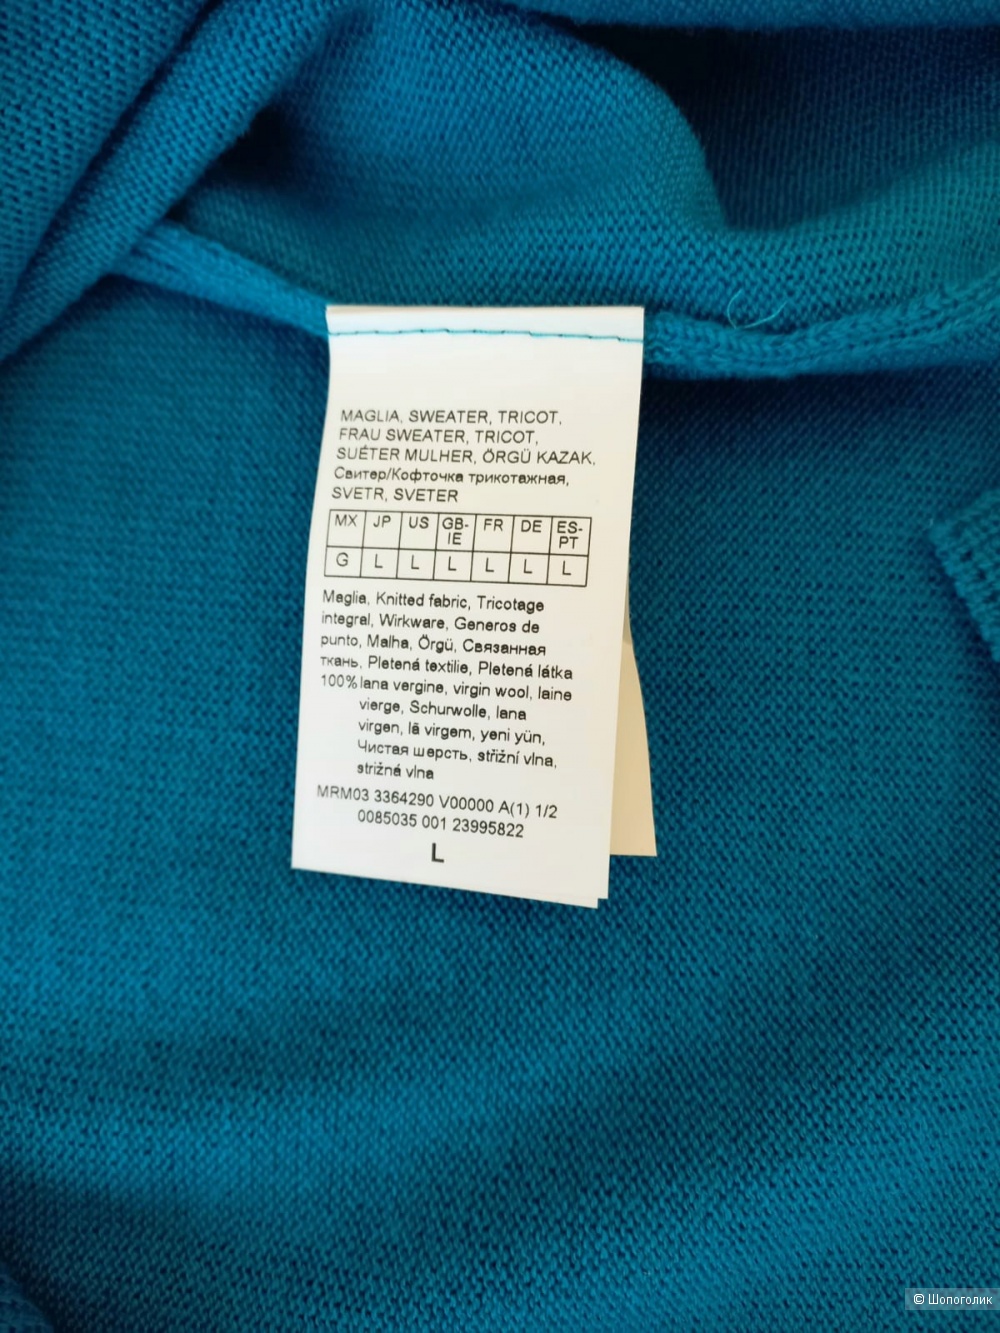 MAGLIA, SWEATER, TRICOT,
FRAU SWEATER, TRICOT,
SUÉTER MULHER, ÖRGÜ KAZAK,
Свитер/Кофточка трикотажная,
SVETR, SVETER
MX JP US GB-IE FR DE ES-PT
G L L L L L L
Maglia, Knitted fabric, Tricotage
integral, Wirkware, Generos de
punto, Malha, Örgü, Связанная
ткань, Pletená textilie, Pletená látka
100% lana vergine, virgin wool, laine
vierge, Schurwolle, lana
virgen, lã virgem, yeni yün,
Чистая шерсть, střižní vlna,
strižná vlna
MRM03 3364290 V00000 A(1) 1/2
0085035 001 23995822
L
© Шопоголик